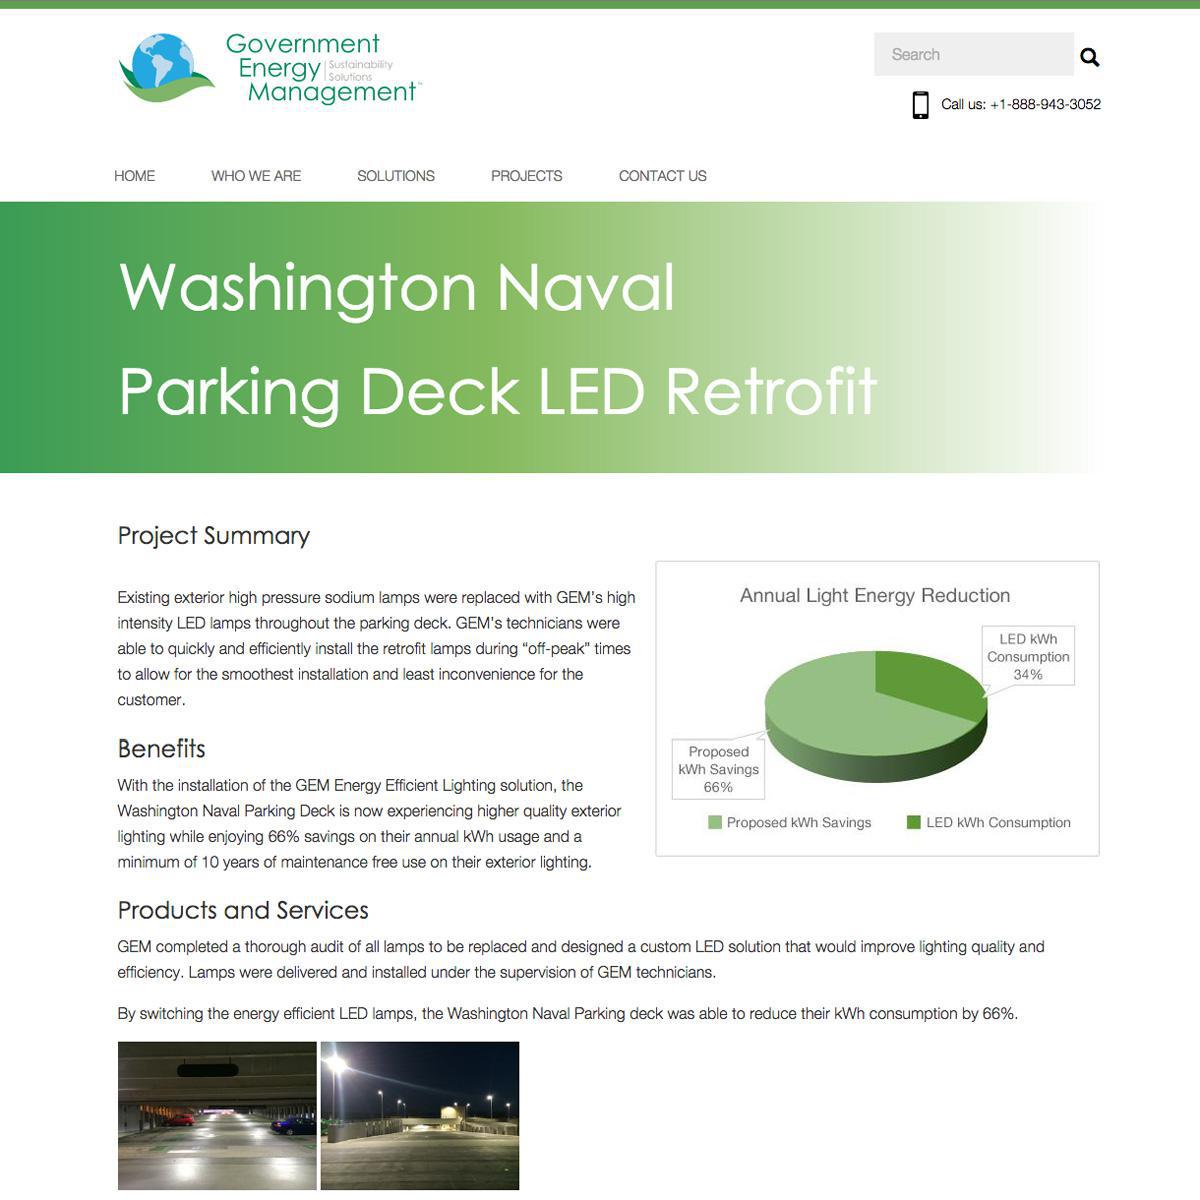 Government
Energy
Management™
Sustainability
Solutions
Search
Call us: +1-888-943-3052
HOME WHO WE ARE SOLUTIONS PROJECTS CONTACT US
Washington Naval
Parking Deck LED Retrofit
Project Summary
Existing exterior high pressure sodium lamps were replaced with GEM's high
intensity LED lamps throughout the parking deck. GEM's technicians were
able to quickly and efficiently install the retrofit lamps during “off-peak” times
to allow for the smoothest installation and least inconvenience for the
customer.
Annual Light Energy Reduction
LED kWh
Consumption
34%
Proposed
kWh Savings
66%
Proposed kWh Savings
LED kWh Consumption
Benefits
With the installation of the GEM Energy Efficient Lighting solution, the
Washington Naval Parking Deck is now experiencing higher quality exterior
lighting while enjoying 66% savings on their annual kWh usage and a
minimum of 10 years of maintenance free use on their exterior lighting.
Products and Services
GEM completed a thorough audit of all lamps to be replaced and designed a custom LED solution that would improve lighting quality and
efficiency. Lamps were delivered and installed under the supervision of GEM technicians.
By switching the energy efficient LED lamps, the Washington Naval Parking deck was able to reduce their kWh consumption by 66%.